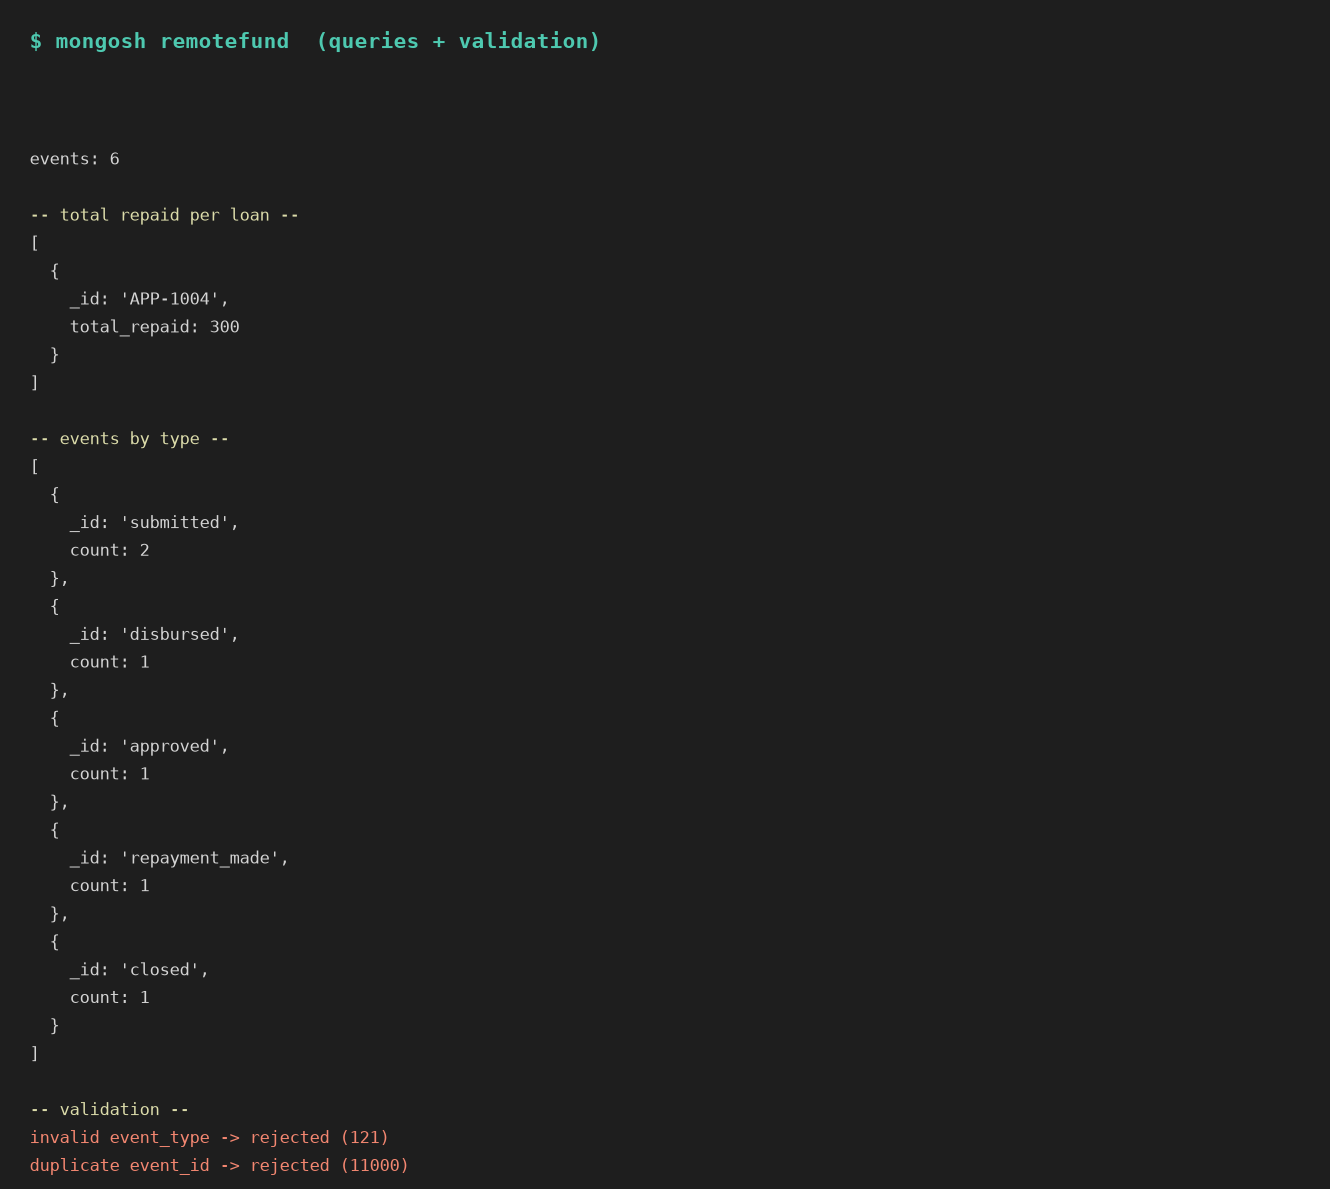 $ mongosh remotefund  (queries + validation)
events: 6
-- total repaid per loan --
[
  {
    _id: 'APP-1004',
    total_repaid: 300
  }
]
-- events by type --
[
  {
    _id: 'submitted',
    count: 2
  },
  {
    _id: 'disbursed',
    count: 1
  },
  {
    _id: 'approved',
    count: 1
  },
  {
    _id: 'repayment_made',
    count: 1
  },
  {
    _id: 'closed',
    count: 1
  }
]
-- validation --
invalid event_type -> rejected (121)
duplicate event_id -> rejected (11000)